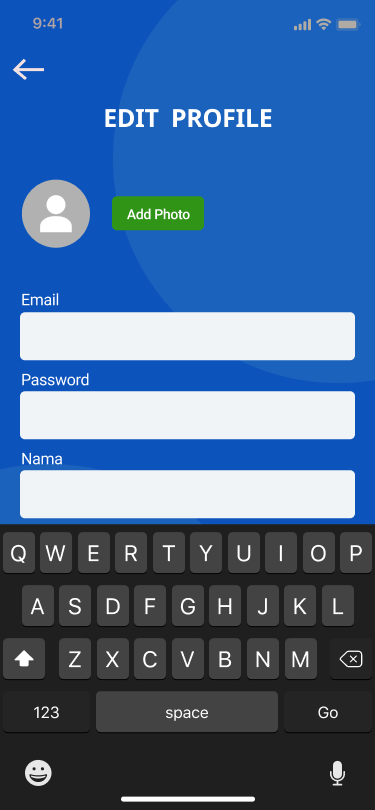 9:41
EDIT PROFILE
Add Photo
Email
Password
Nama
Q W E R T Y U I O P
A S D F G H J K L
Z X C V B N M
123 space Go